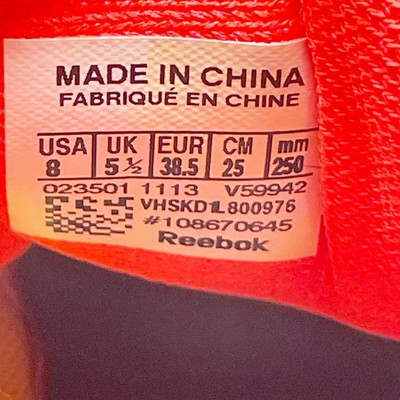 MADE IN CHINA
FABRIQUÉ EN CHINE
USA UK EUR CM mm
8 5 ½ 38.5 25 250
023501 1113 V59942
VHSKD1L800976
#108670645
Reebok